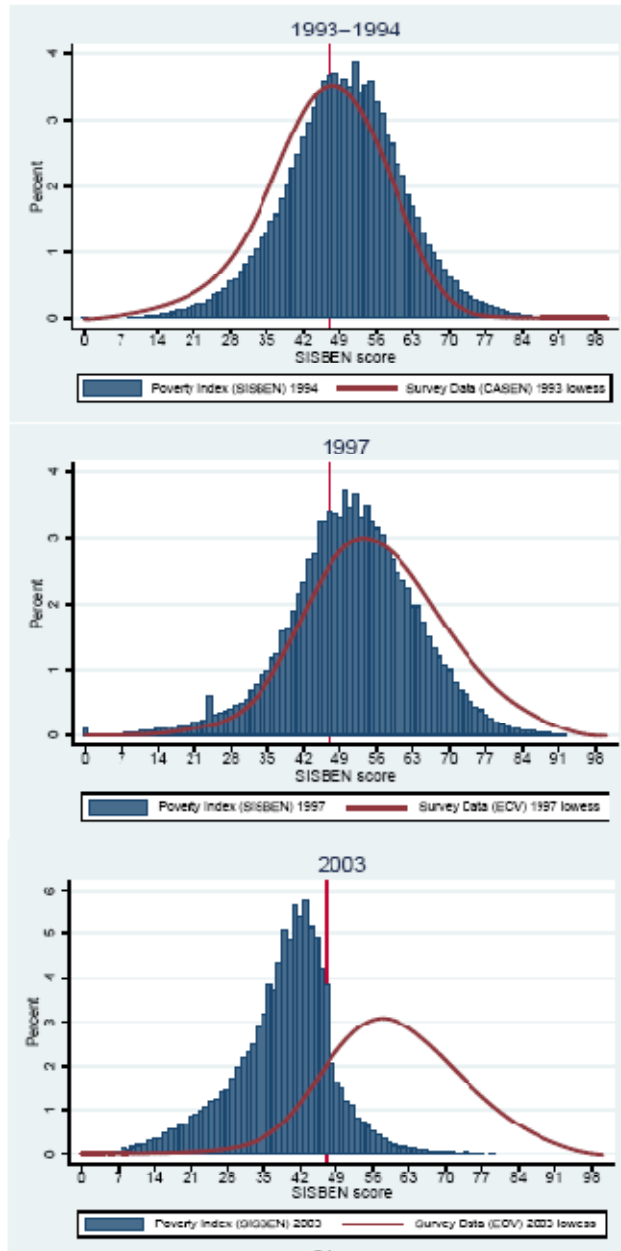 1993–1994
Percent
4
3
2
1
0
0 7 14 21 28 35 42 49 56 63 70 77 84 91 98
SISBEN score
Poverty Index (SISBEN) 1994 Survey Data (CASEN) 1993 lowess
1997
Percent
4
3
2
1
0
0 7 14 21 28 35 42 49 56 63 70 77 84 91 98
SISBEN score
Poverty Index (SISBEN) 1997 Survey Data (ECV) 1997 lowess
2003
Percent
6
5
4
3
2
1
0
0 7 14 21 28 35 42 49 56 63 70 77 84 91 98
SISBEN score
Poverty Index (SISBEN) 2003 Survey Data (ECV) 2003 lowess